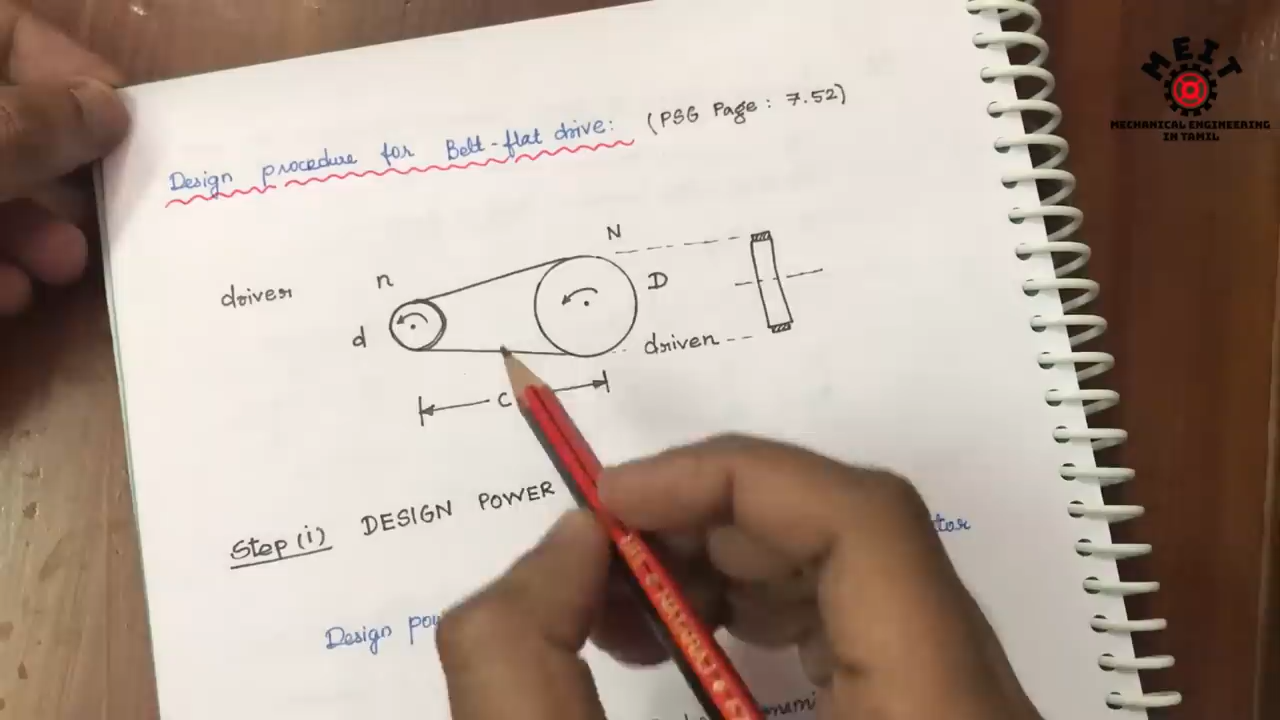 Design procedure for Belt-flat drive: (PSG Page: 7.52)
N
n
driver
D
d
driven
C
Step (i) DESIGN POWER
Design
MEIT
MECHANICAL ENGINEERING
IN TAMIL